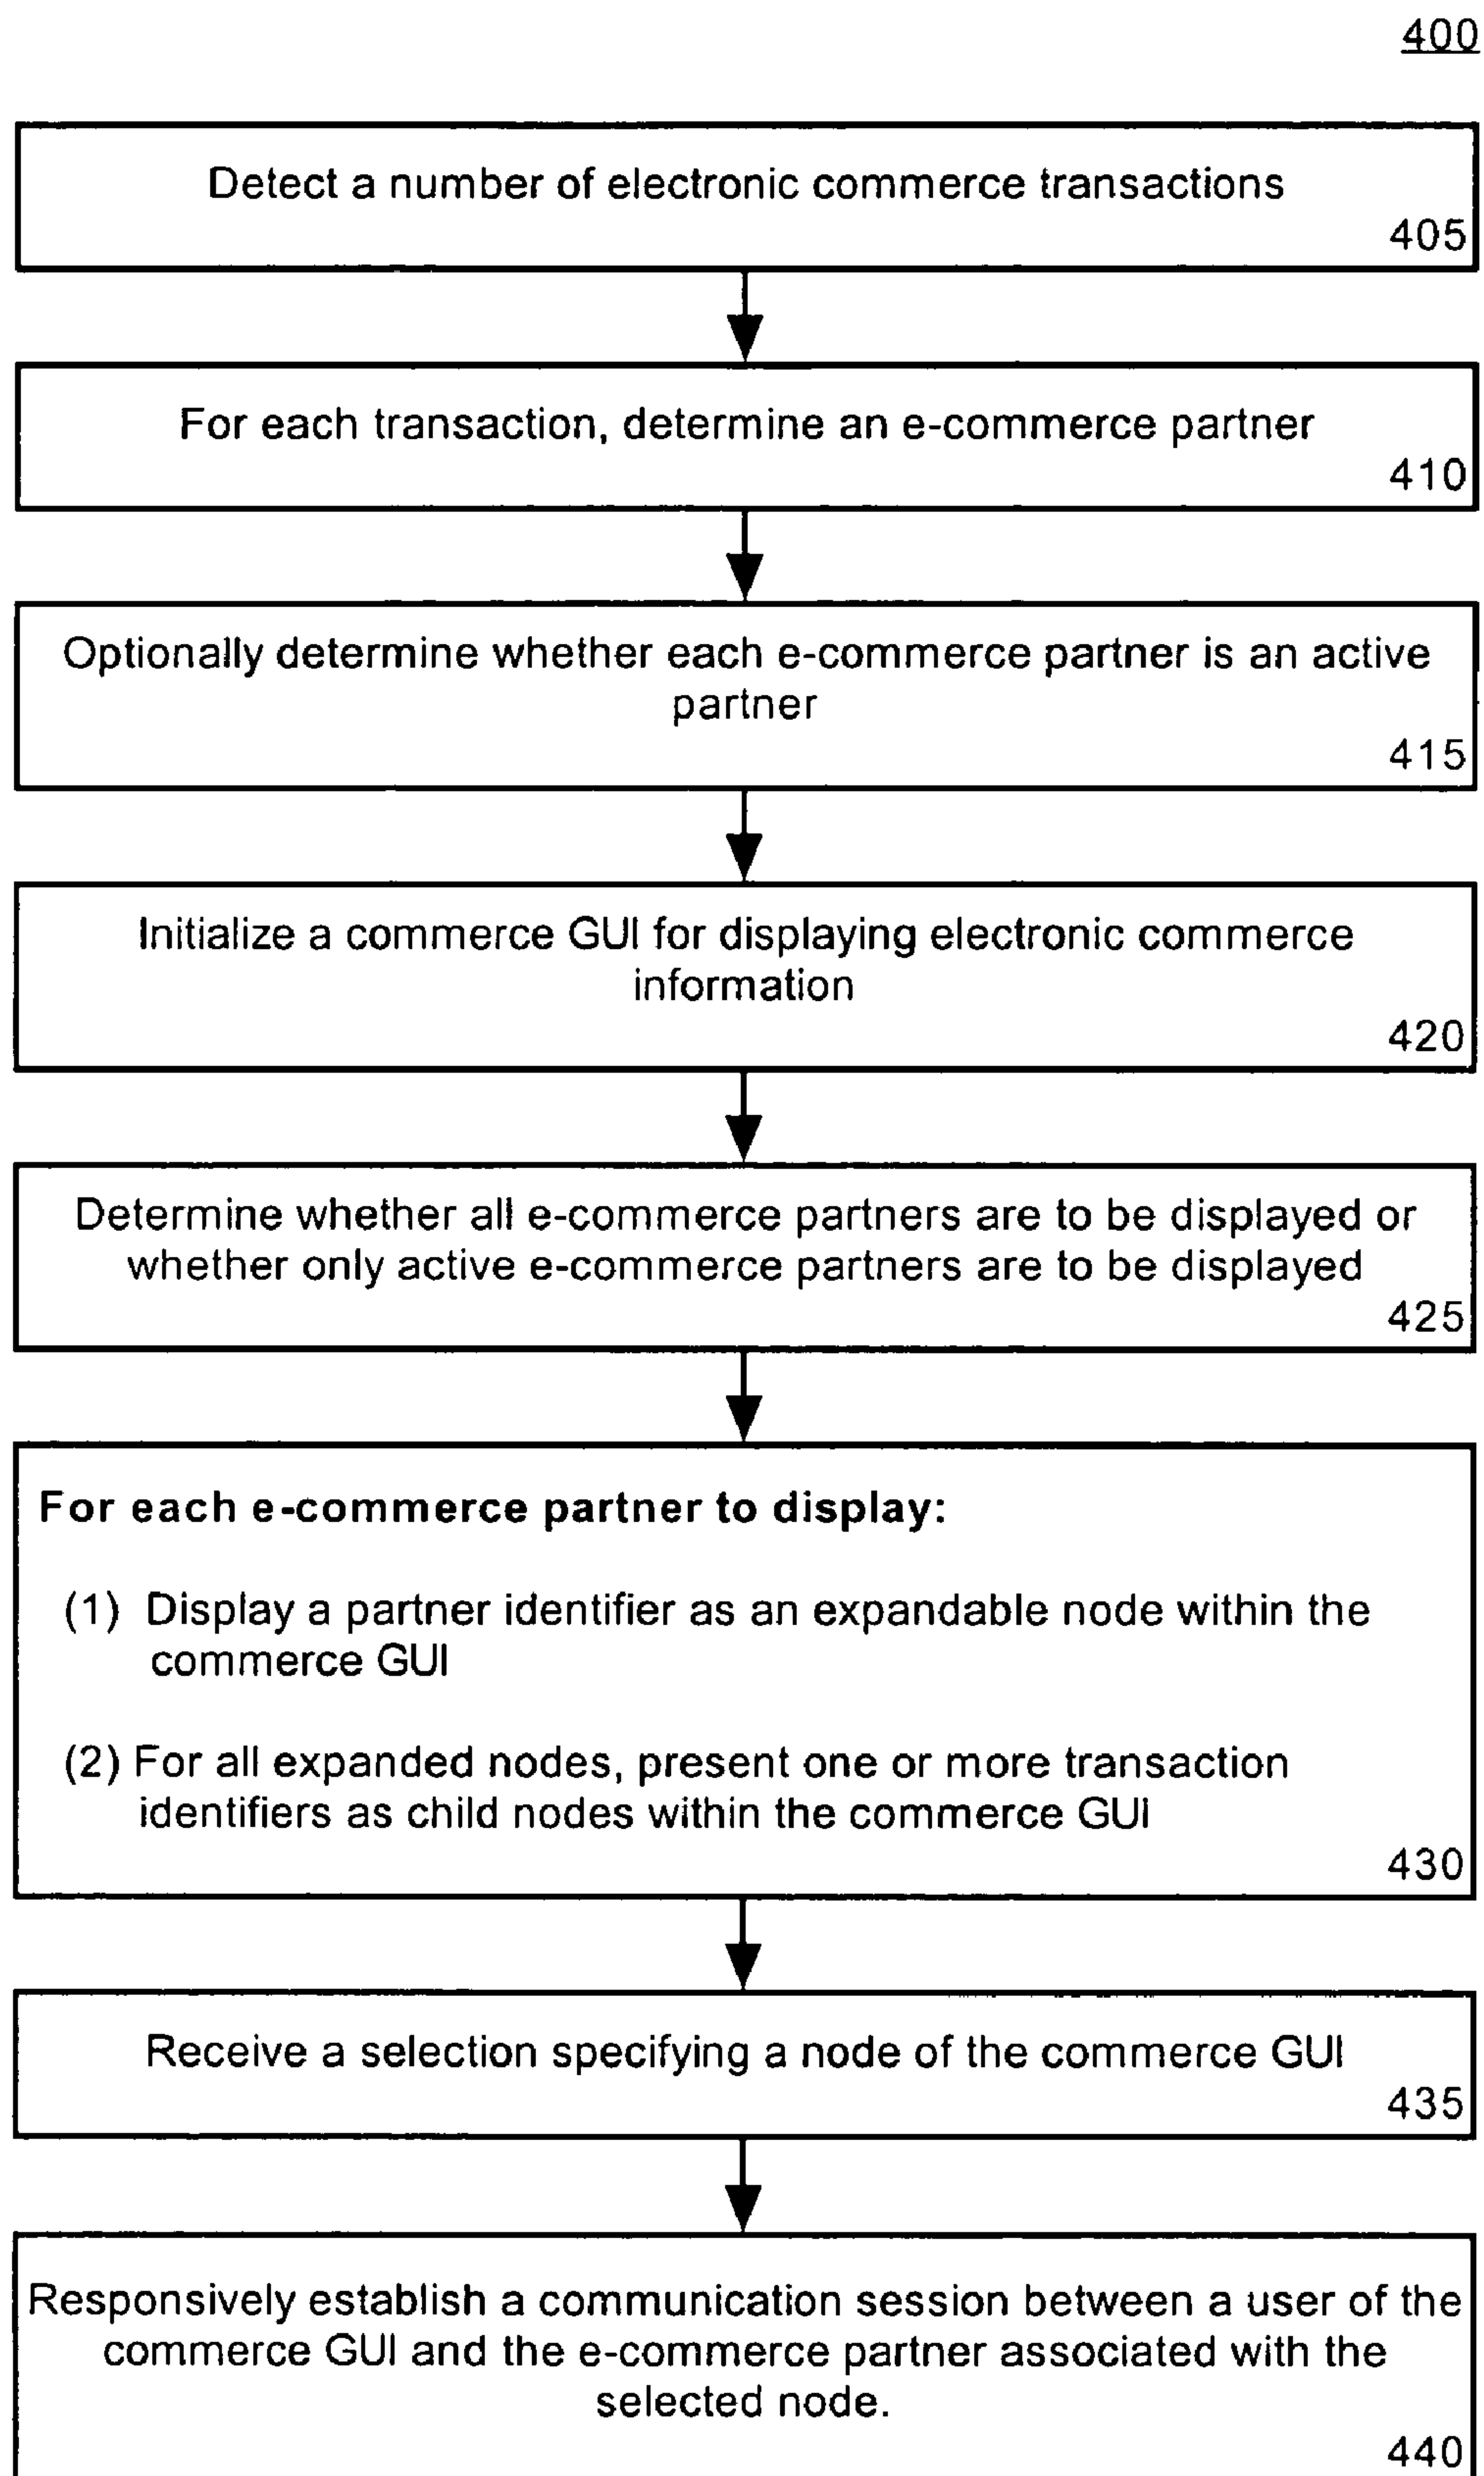 400
Detect a number of electronic commerce transactions
405
For each transaction, determine an e-commerce partner
410
Optionally determine whether each e-commerce partner is an active
partner
415
Initialize a commerce GUI for displaying electronic commerce
information
420
Determine whether all e-commerce partners are to be displayed or
whether only active e-commerce partners are to be displayed
425
For each e-commerce partner to display:
(1) Display a partner identifier as an expandable node within the
commerce GUI
(2) For all expanded nodes, present one or more transaction
identifiers as child nodes within the commerce GUI
430
Receive a selection specifying a node of the commerce GUI
435
Responsively establish a communication session between a user of the
commerce GUI and the e-commerce partner associated with the
selected node.
440